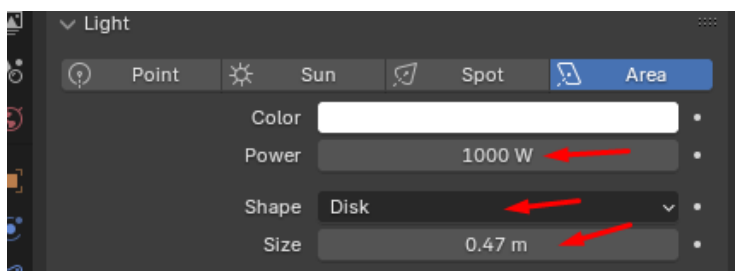 Light
Point Sun Spot Area
Color
Power 1000 W
Shape Disk
Size 0.47 m